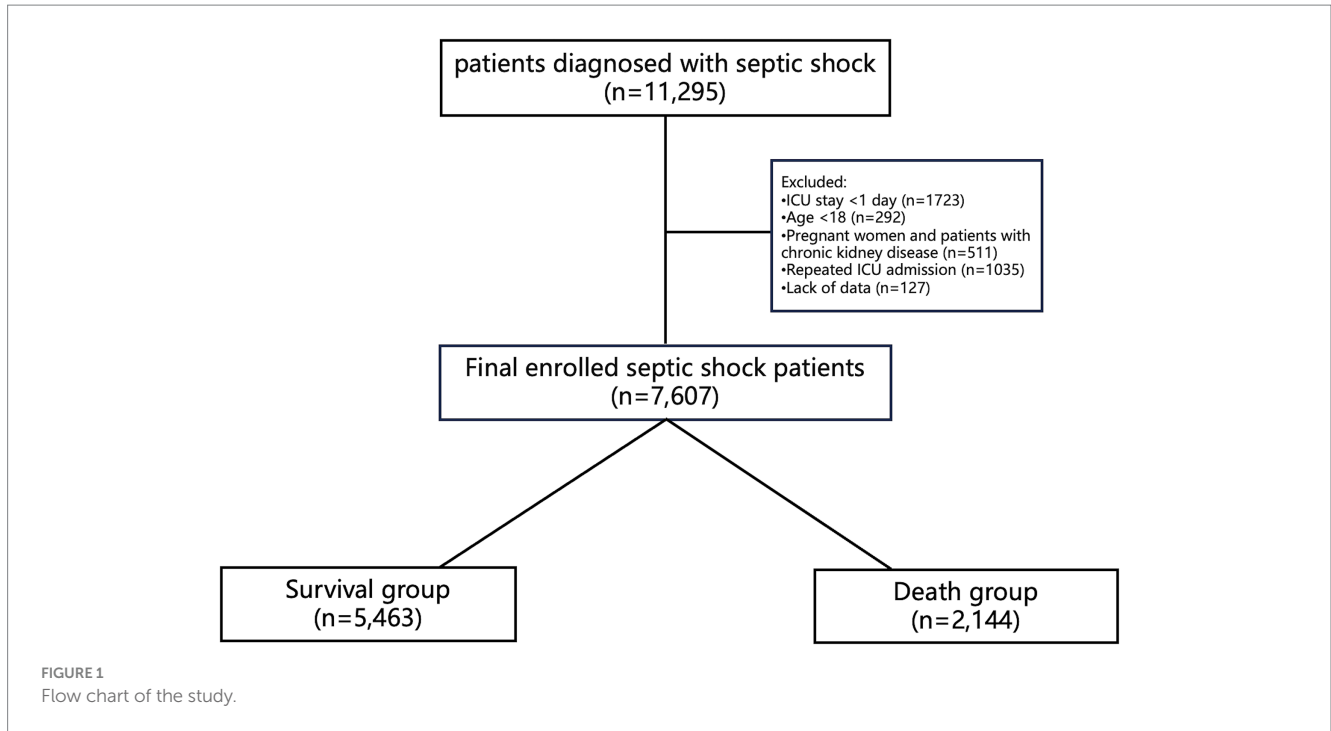 patients diagnosed with septic shock
(n=11,295)
Excluded:
•ICU stay <1 day (n=1723)
•Age <18 (n=292)
•Pregnant women and patients with
chronic kidney disease (n=511)
•Repeated ICU admission (n=1035)
•Lack of data (n=127)
Final enrolled septic shock patients
(n=7,607)
Survival group
(n=5,463)
Death group
(n=2,144)
FIGURE 1
Flow chart of the study.